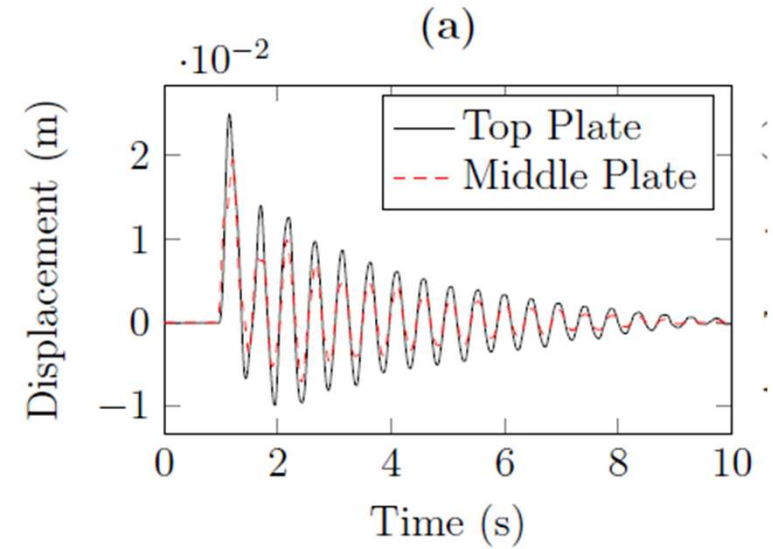 (a)
·10⁻²
Displacement (m)
2
1
0
−1
Top Plate
Middle Plate
0 2 4 6 8 10
Time (s)